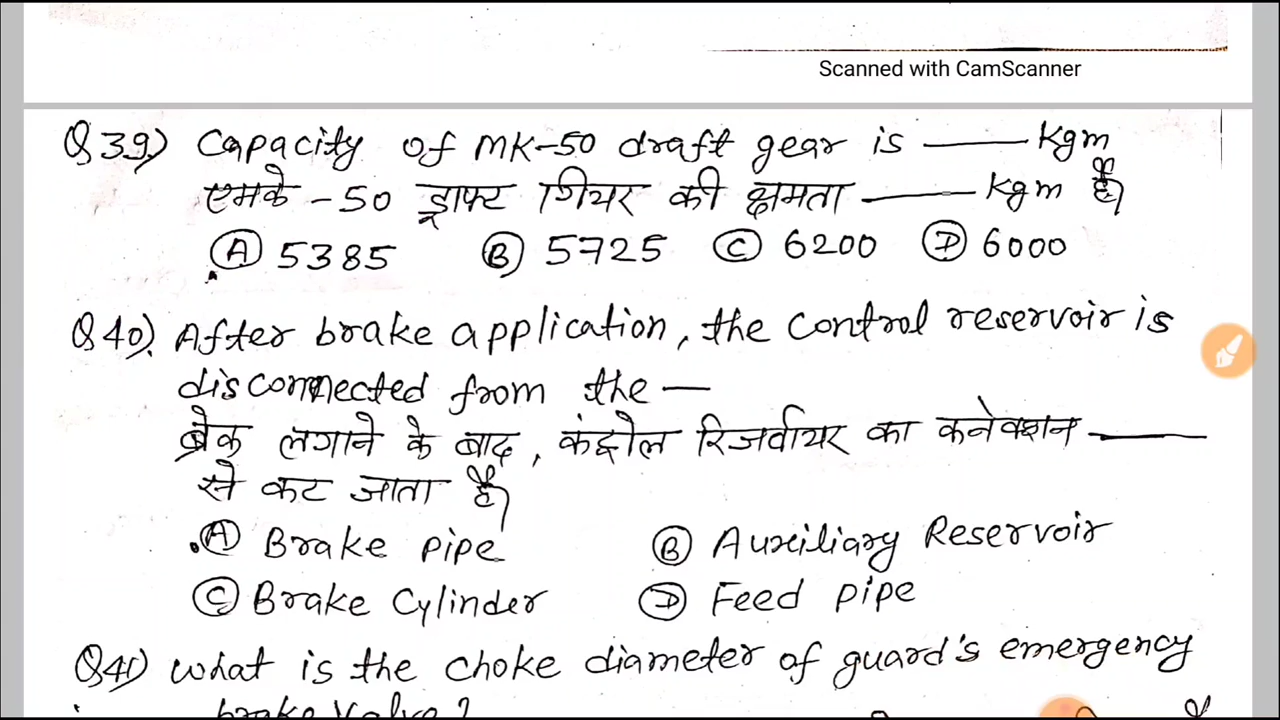 Scanned with CamScanner
Q39) Capacity of MK-50 draft gear is —— Kgm
एमके -50 ड्राफ्ट गियर की क्षमता —— Kgm है
(A) 5385 (B) 5725 (C) 6200 (D) 6000
Q40). After brake application, the control reservoir is
disconnected from the —
ब्रेक लगाने के बाद, कंट्रोल रिजर्वायर का कनेक्शन ——
से कट जाता है
(A) Brake pipe (B) Auxiliary Reservoir
(C) Brake Cylinder (D) Feed pipe
Q41) What is the choke diameter of guard's emergency
brake valve?